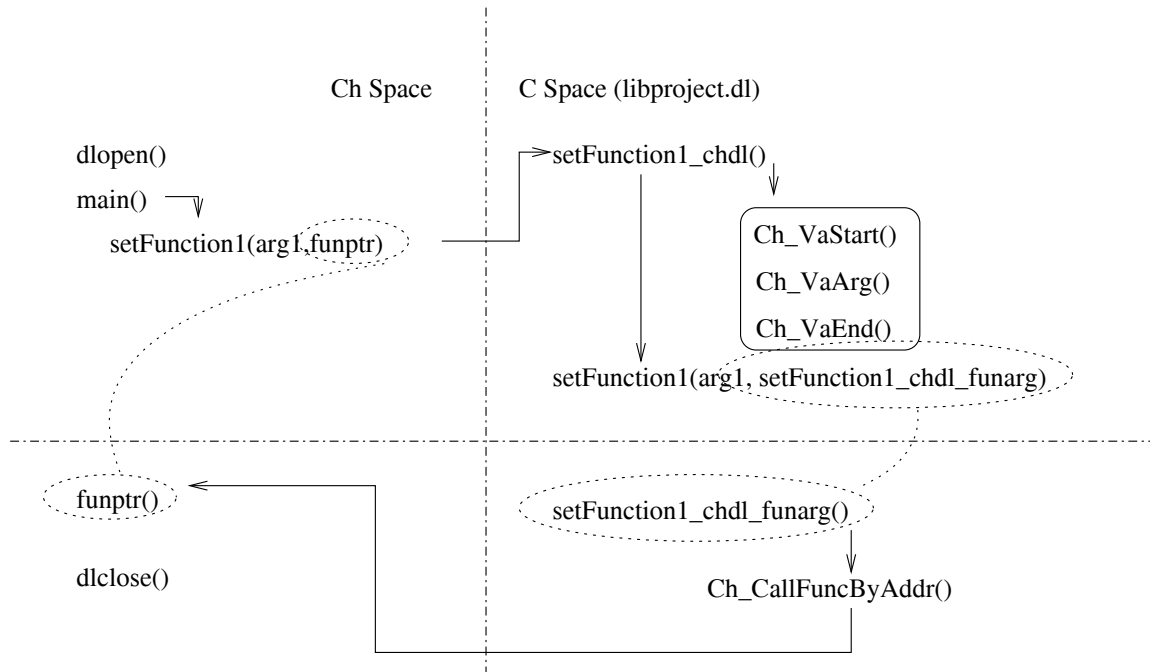 Ch Space
C Space (libproject.dl)
dlopen()
setFunction1_chdl()
main()
setFunction1(arg1,funptr)
Ch_VaStart()
Ch_VaArg()
Ch_VaEnd()
setFunction1(arg1, setFunction1_chdl_funarg)
funptr()
setFunction1_chdl_funarg()
dlclose()
Ch_CallFuncByAddr()